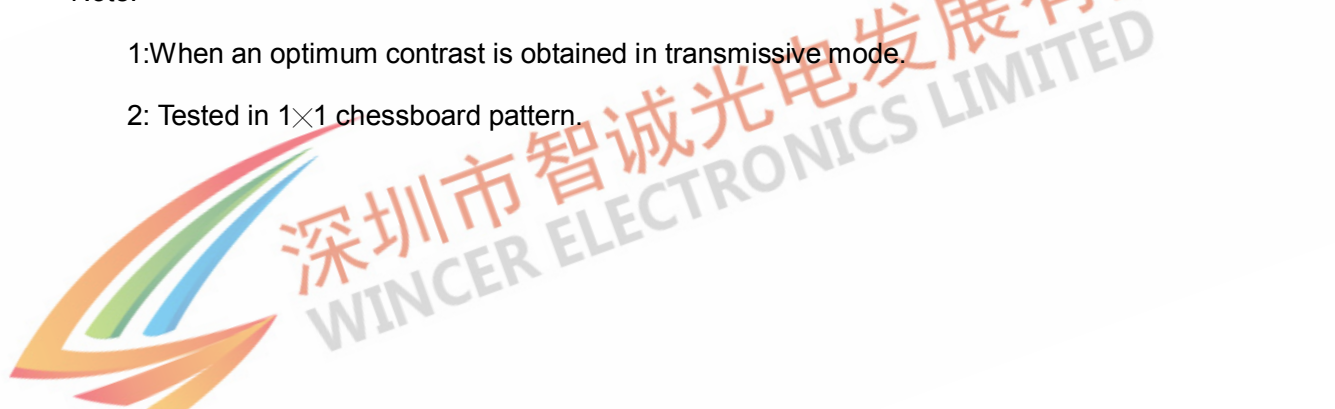 1:When an optimum contrast is obtained in transmissive mode.
2: Tested in 1×1 chessboard pattern.
深圳市智诚光电发展有
WINCER ELECTRONICS LIMITED